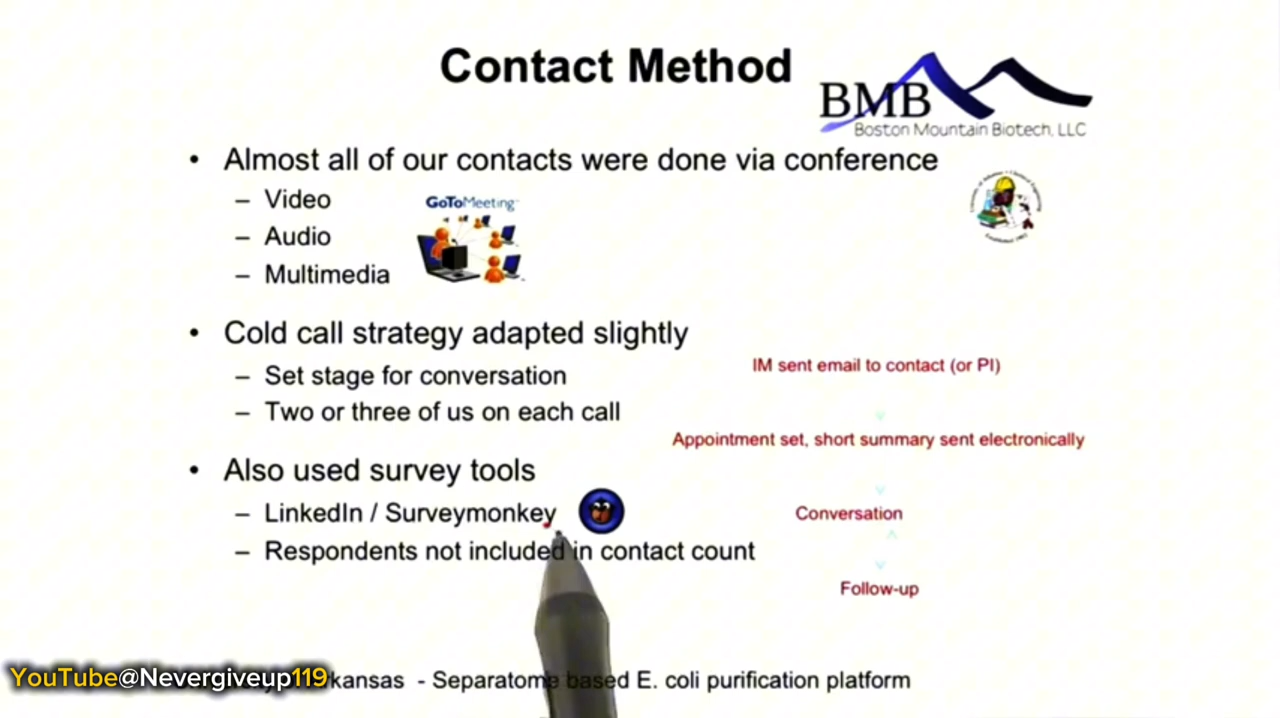 Contact Method
BMB
Boston Mountain Biotech, LLC
• Almost all of our contacts were done via conference
– Video
– Audio
– Multimedia
GoToMeeting
• Cold call strategy adapted slightly
– Set stage for conversation
– Two or three of us on each call
• Also used survey tools
– LinkedIn / Surveymonkey
– Respondents not included in contact count
IM sent email to contact (or PI)
Appointment set, short summary sent electronically
Conversation
Follow-up
YouTube@Nevergiveup119
kansas - Separatome based E. coli purification platform